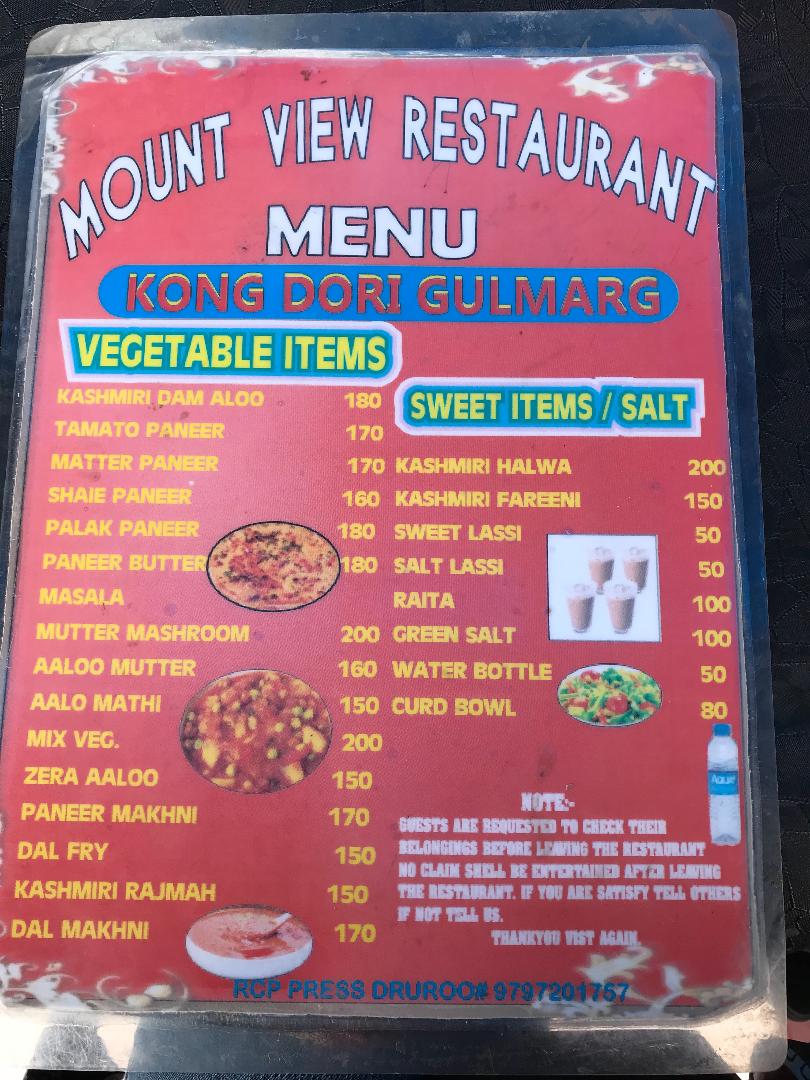 MOUNT VIEW RESTAURANT
MENU
KONG DORI GULMARG
VEGETABLE ITEMS
KASHMIRI DAM ALOO 180
TAMATO PANEER 170
MATTER PANEER 170
SHAIE PANEER 160
PALAK PANEER 180
PANEER BUTTER 180
MASALA
MUTTER MASHROOM 200
AALOO MUTTER 160
AALO MATHI 150
MIX VEG. 200
ZERA AALOO 150
PANEER MAKHNI 170
DAL FRY 150
KASHMIRI RAJMAH 150
DAL MAKHNI 170
SWEET ITEMS / SALT
KASHMIRI HALWA 200
KASHMIRI FAREENI 150
SWEET LASSI 50
SALT LASSI 50
RAITA 100
GREEN SALT 100
WATER BOTTLE 50
CURD BOWL 80
NOTE:-
GUESTS ARE REQUESTED TO CHECK THEIR
BELONGINGS BEFORE LEAVING THE RESTAURANT
NO CLAIM SHELL BE ENTERTAINED AFTER LEAVING
THE RESTAURANT. IF YOU ARE SATISFY TELL OTHERS
IF NOT TELL US.
THANKYOU VIST AGAIN.
RCP PRESS DRUROO# 9797201757